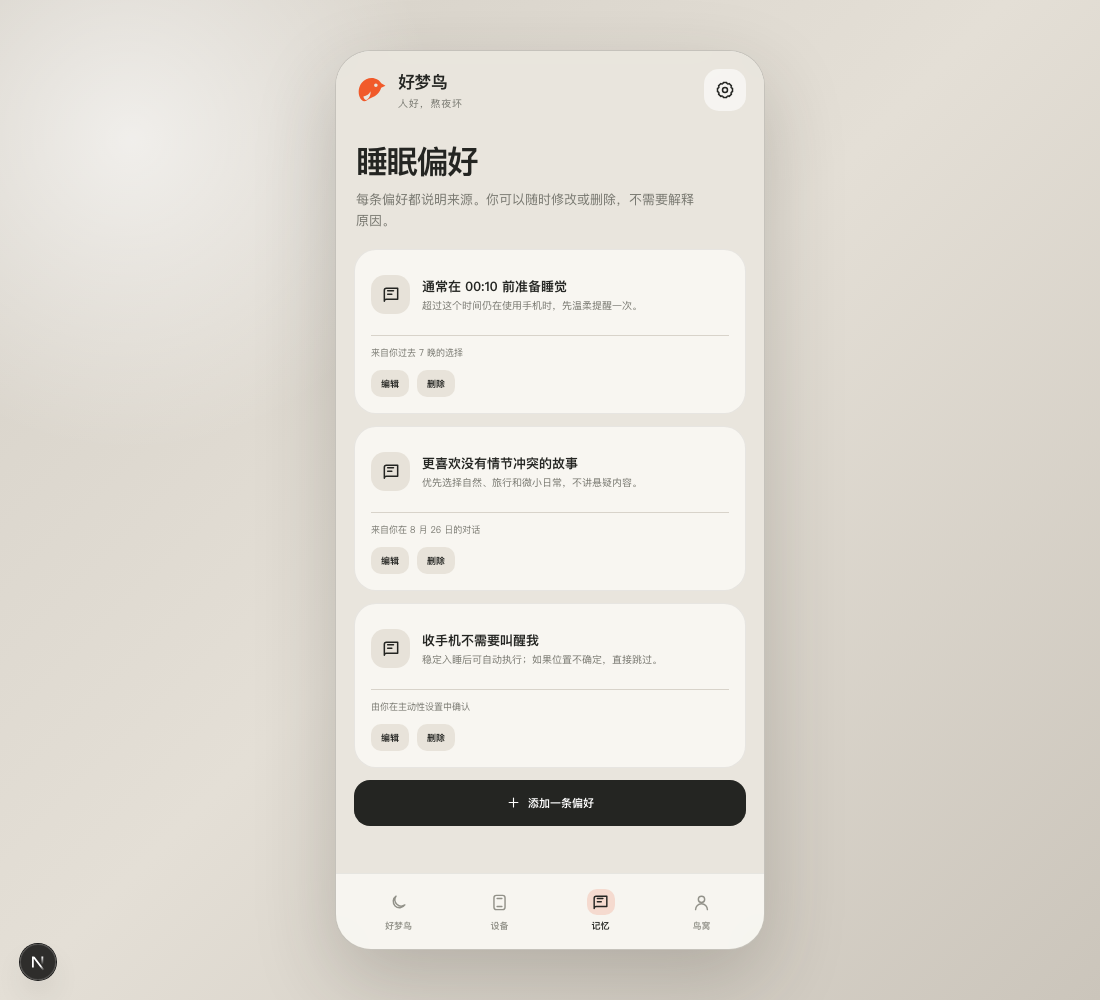 好梦鸟
人好，熬夜坏
睡眠偏好
每条偏好都说明来源。你可以随时修改或删除，不需要解释
原因。
通常在 00:10 前准备睡觉
超过这个时间仍在使用手机时，先温柔提醒一次。
来自你过去 7 晚的选择
编辑 删除
更喜欢没有情节冲突的故事
优先选择自然、旅行和微小日常，不讲悬疑内容。
来自你在 8 月 26 日的对话
编辑 删除
收手机不需要叫醒我
稳定入睡后可自动执行；如果位置不确定，直接跳过。
由你在主动性设置中确认
编辑 删除
+ 添加一条偏好
好梦鸟 设备 记忆 鸟窝
N